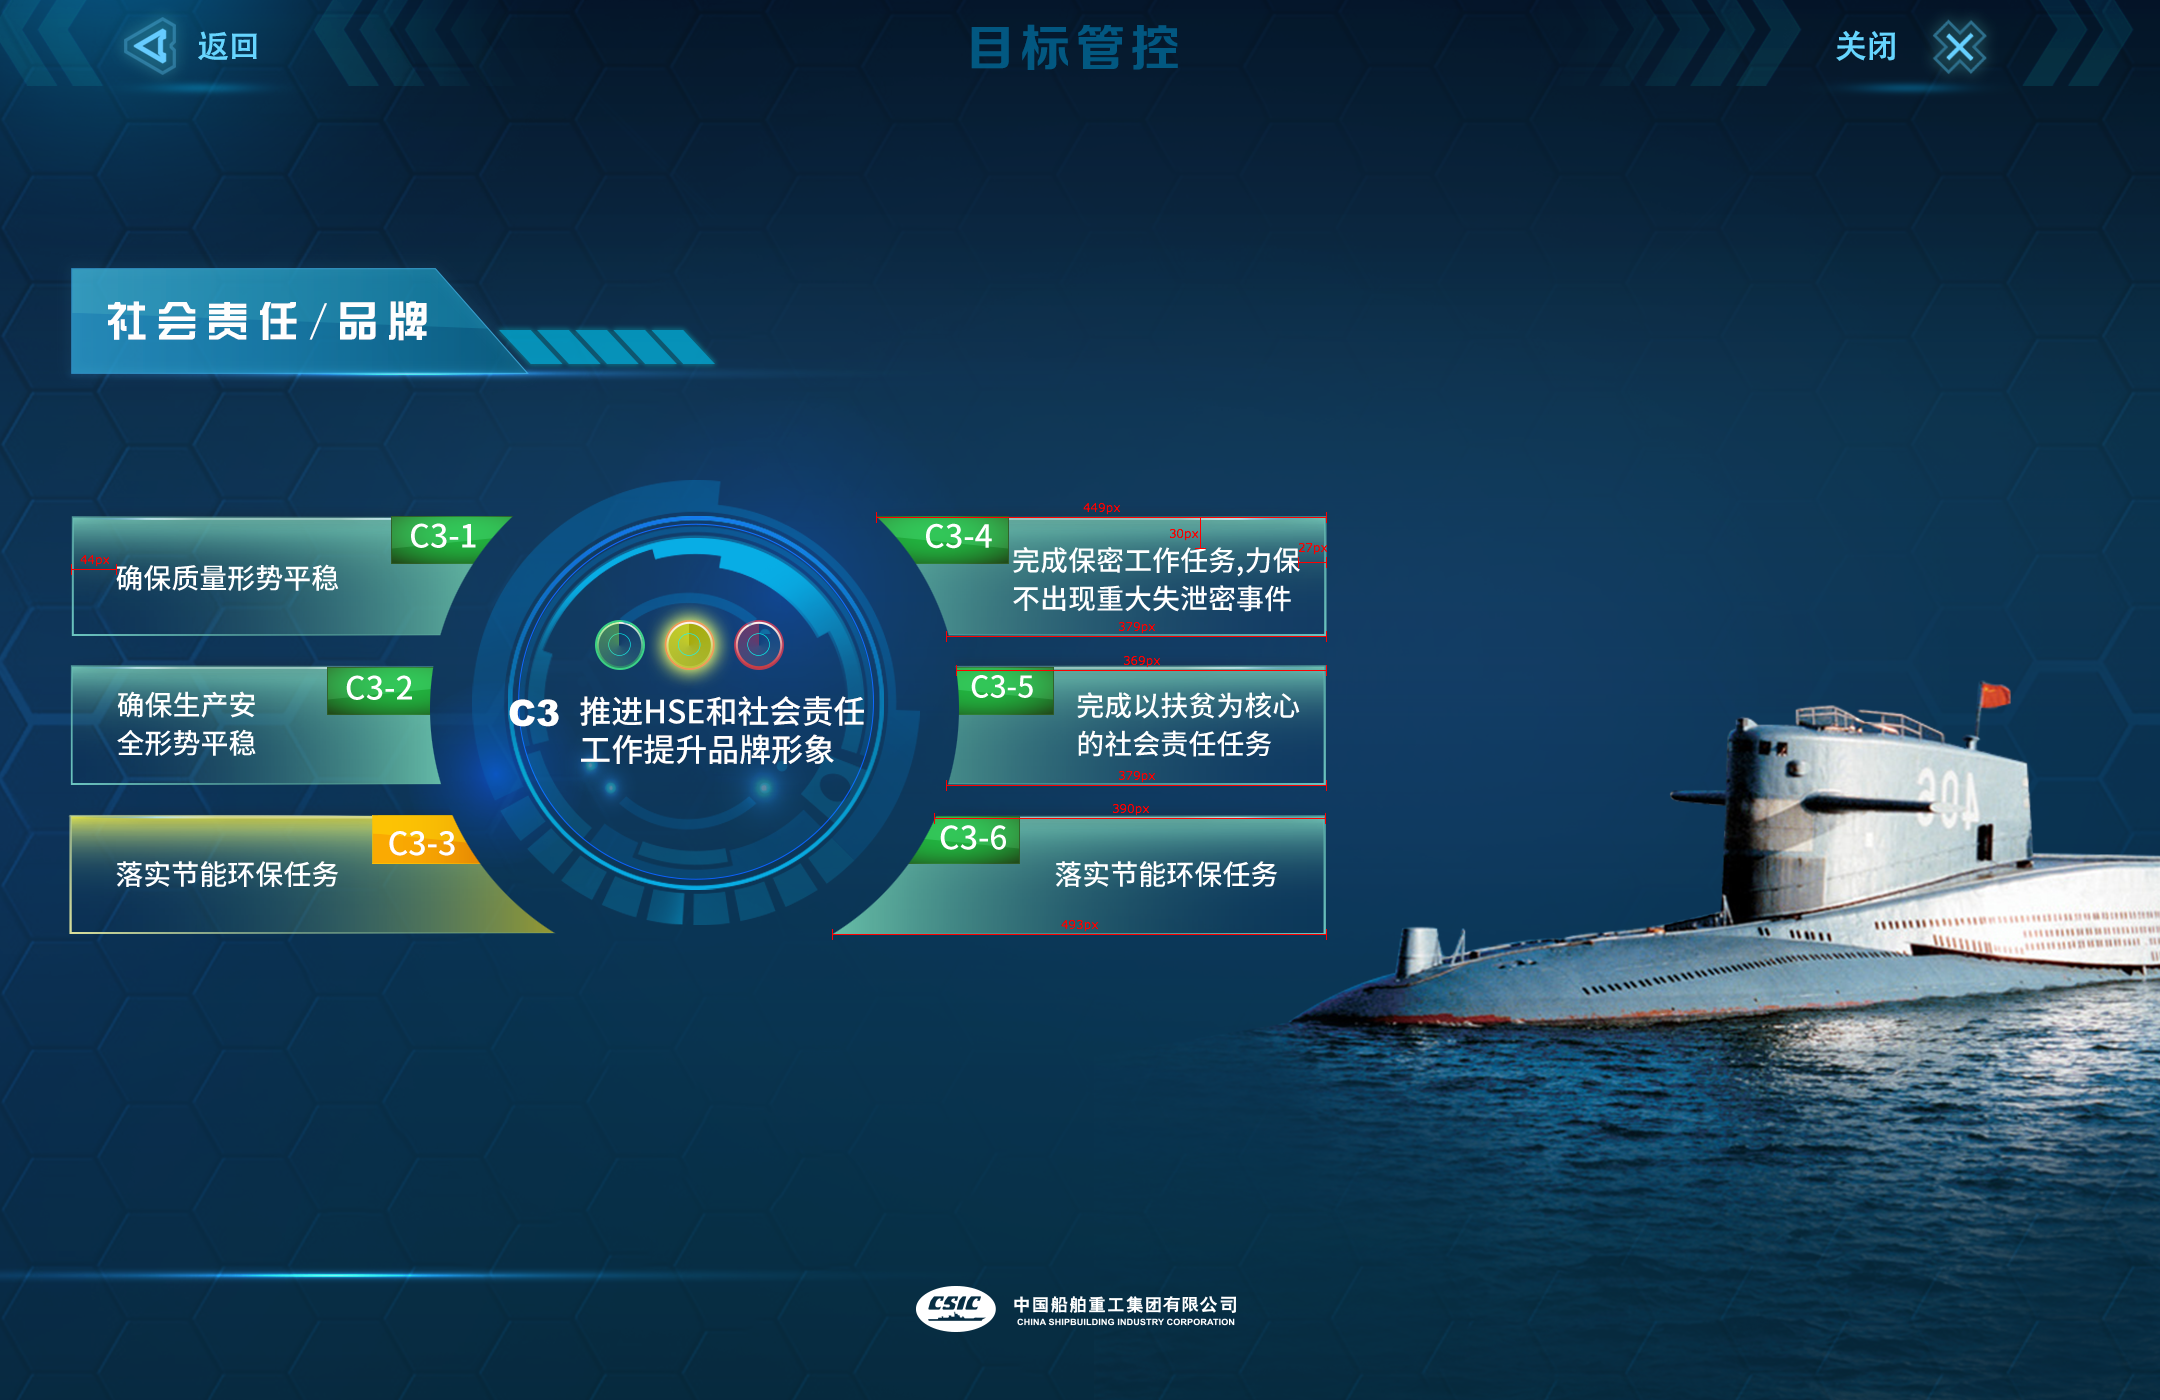 返回
目标管控
关闭
社会责任/品牌
C3-1
44px
确保质量形势平稳
C3-2
确保生产安
全形势平稳
C3-3
落实节能环保任务
C3 推进HSE和社会责任
工作提升品牌形象
449px
C3-4
30px
27px
完成保密工作任务,力保
不出现重大失泄密事件
379px
369px
C3-5
完成以扶贫为核心
的社会责任任务
379px
390px
C3-6
落实节能环保任务
493px
406
CSIC
中国船舶重工集团有限公司
CHINA SHIPBUILDING INDUSTRY CORPORATION